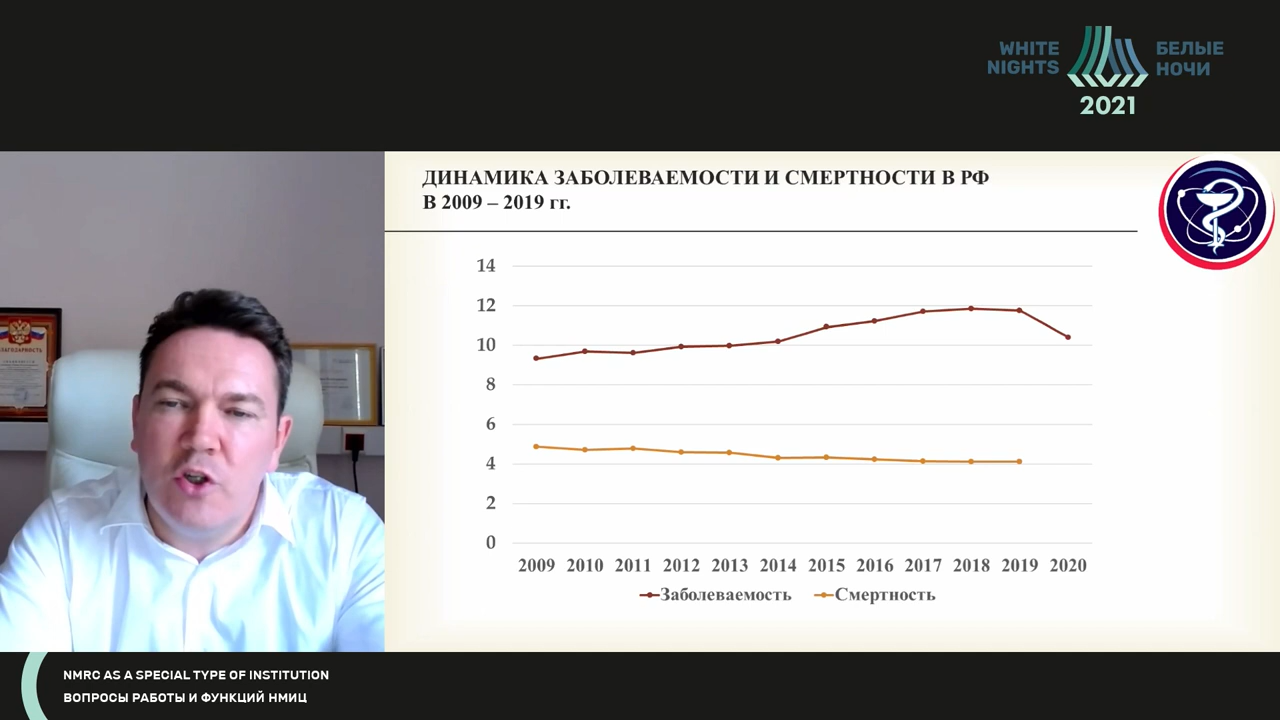 WHITE
NIGHTS
БЕЛЫЕ
НОЧИ
2021
ДИНАМИКА ЗАБОЛЕВАЕМОСТИ И СМЕРТНОСТИ В РФ
В 2009 – 2019 гг.
14
12
10
8
6
4
2
0
2009 2010 2011 2012 2013 2014 2015 2016 2017 2018 2019 2020
Заболеваемость Смертность
NMRC AS A SPECIAL TYPE OF INSTITUTION
ВОПРОСЫ РАБОТЫ И ФУНКЦИЙ НМИЦ